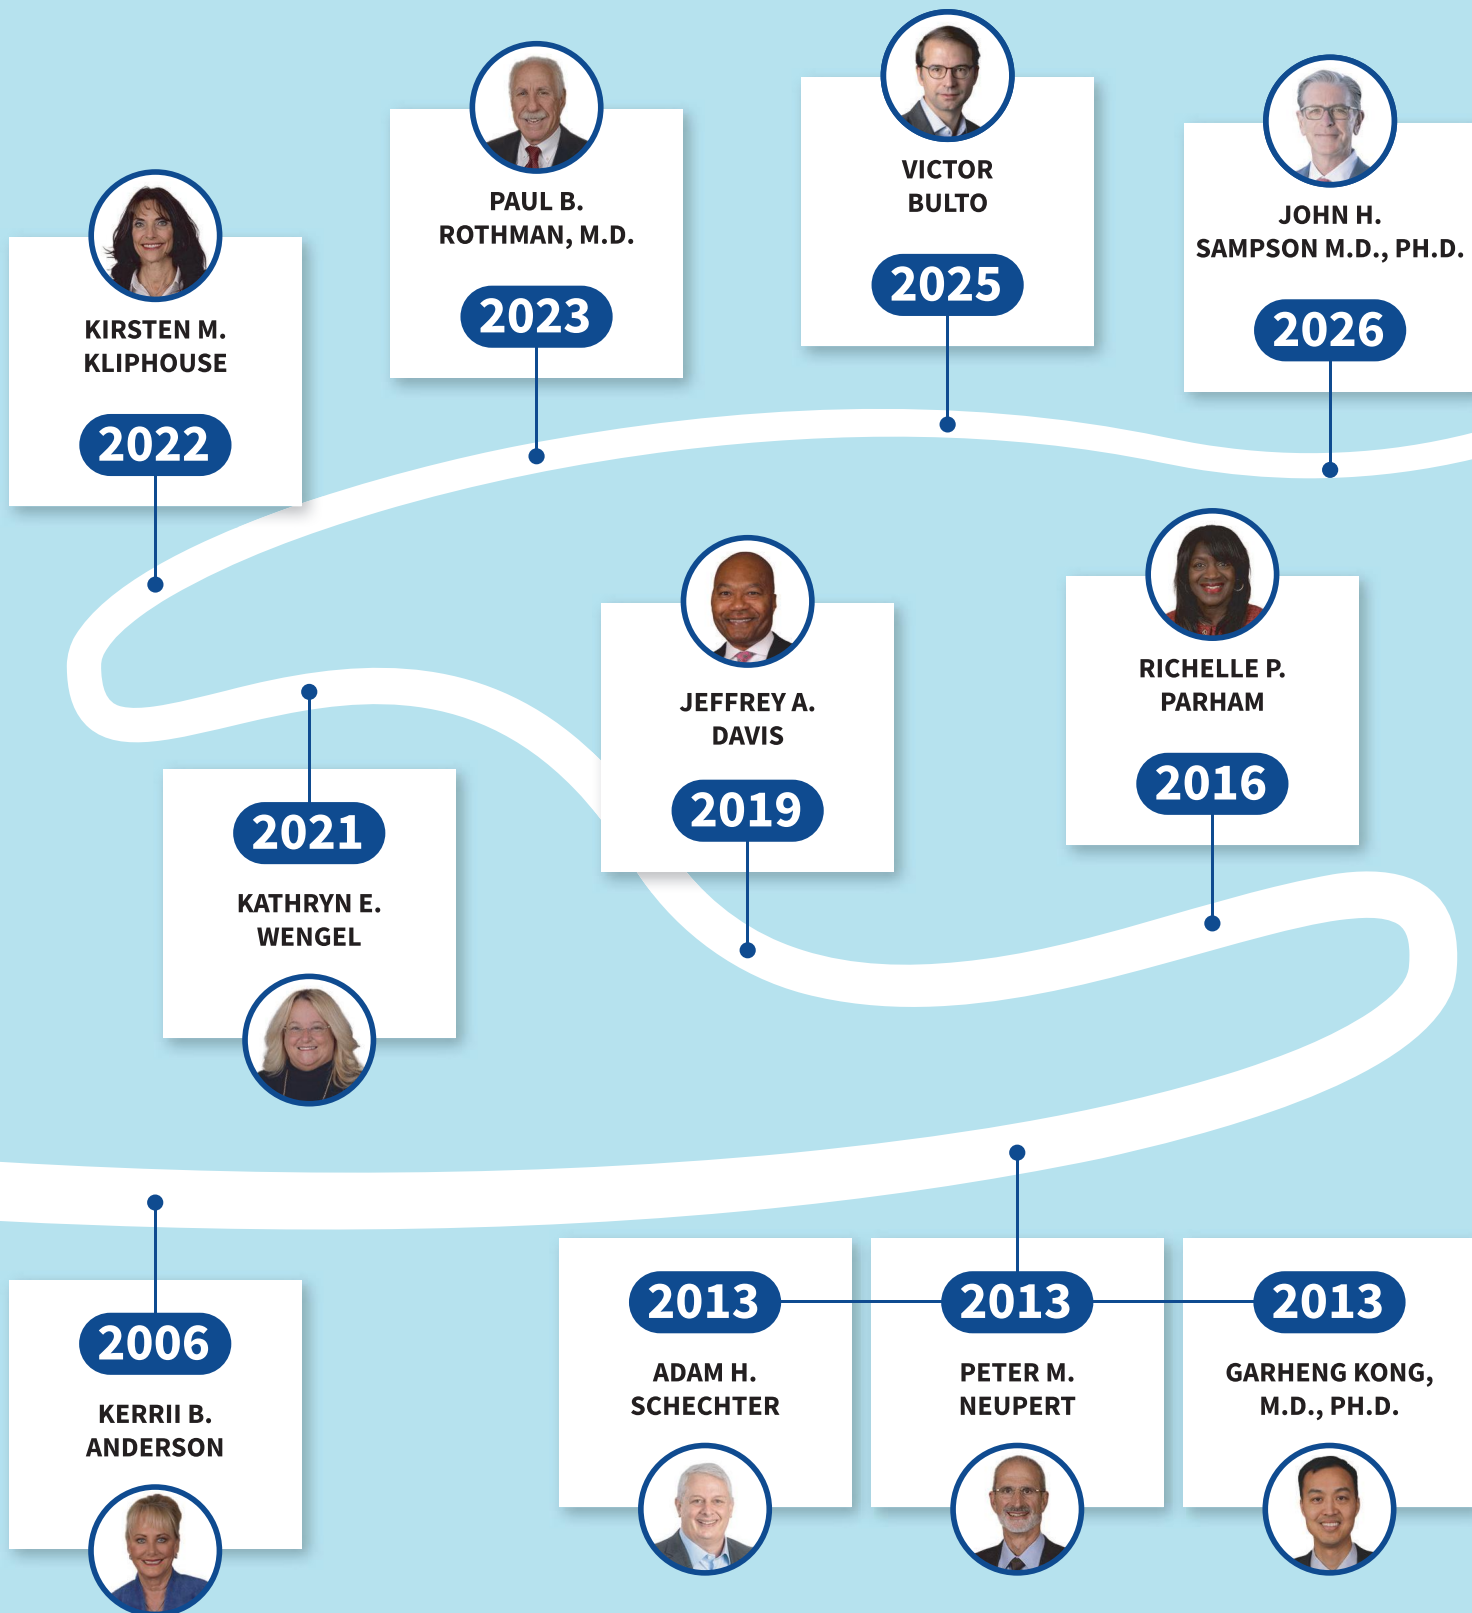 KIRSTEN M.
KLIPHOUSE
2022
PAUL B.
ROTHMAN, M.D.
2023
VICTOR
BULTO
2025
JOHN H.
SAMPSON M.D., PH.D.
2026
2021
KATHRYN E.
WENGEL
JEFFREY A.
DAVIS
2019
RICHELLE P.
PARHAM
2016
2006
KERRII B.
ANDERSON
2013
ADAM H.
SCHECHTER
2013
PETER M.
NEUPERT
2013
GARHENG KONG,
M.D., PH.D.